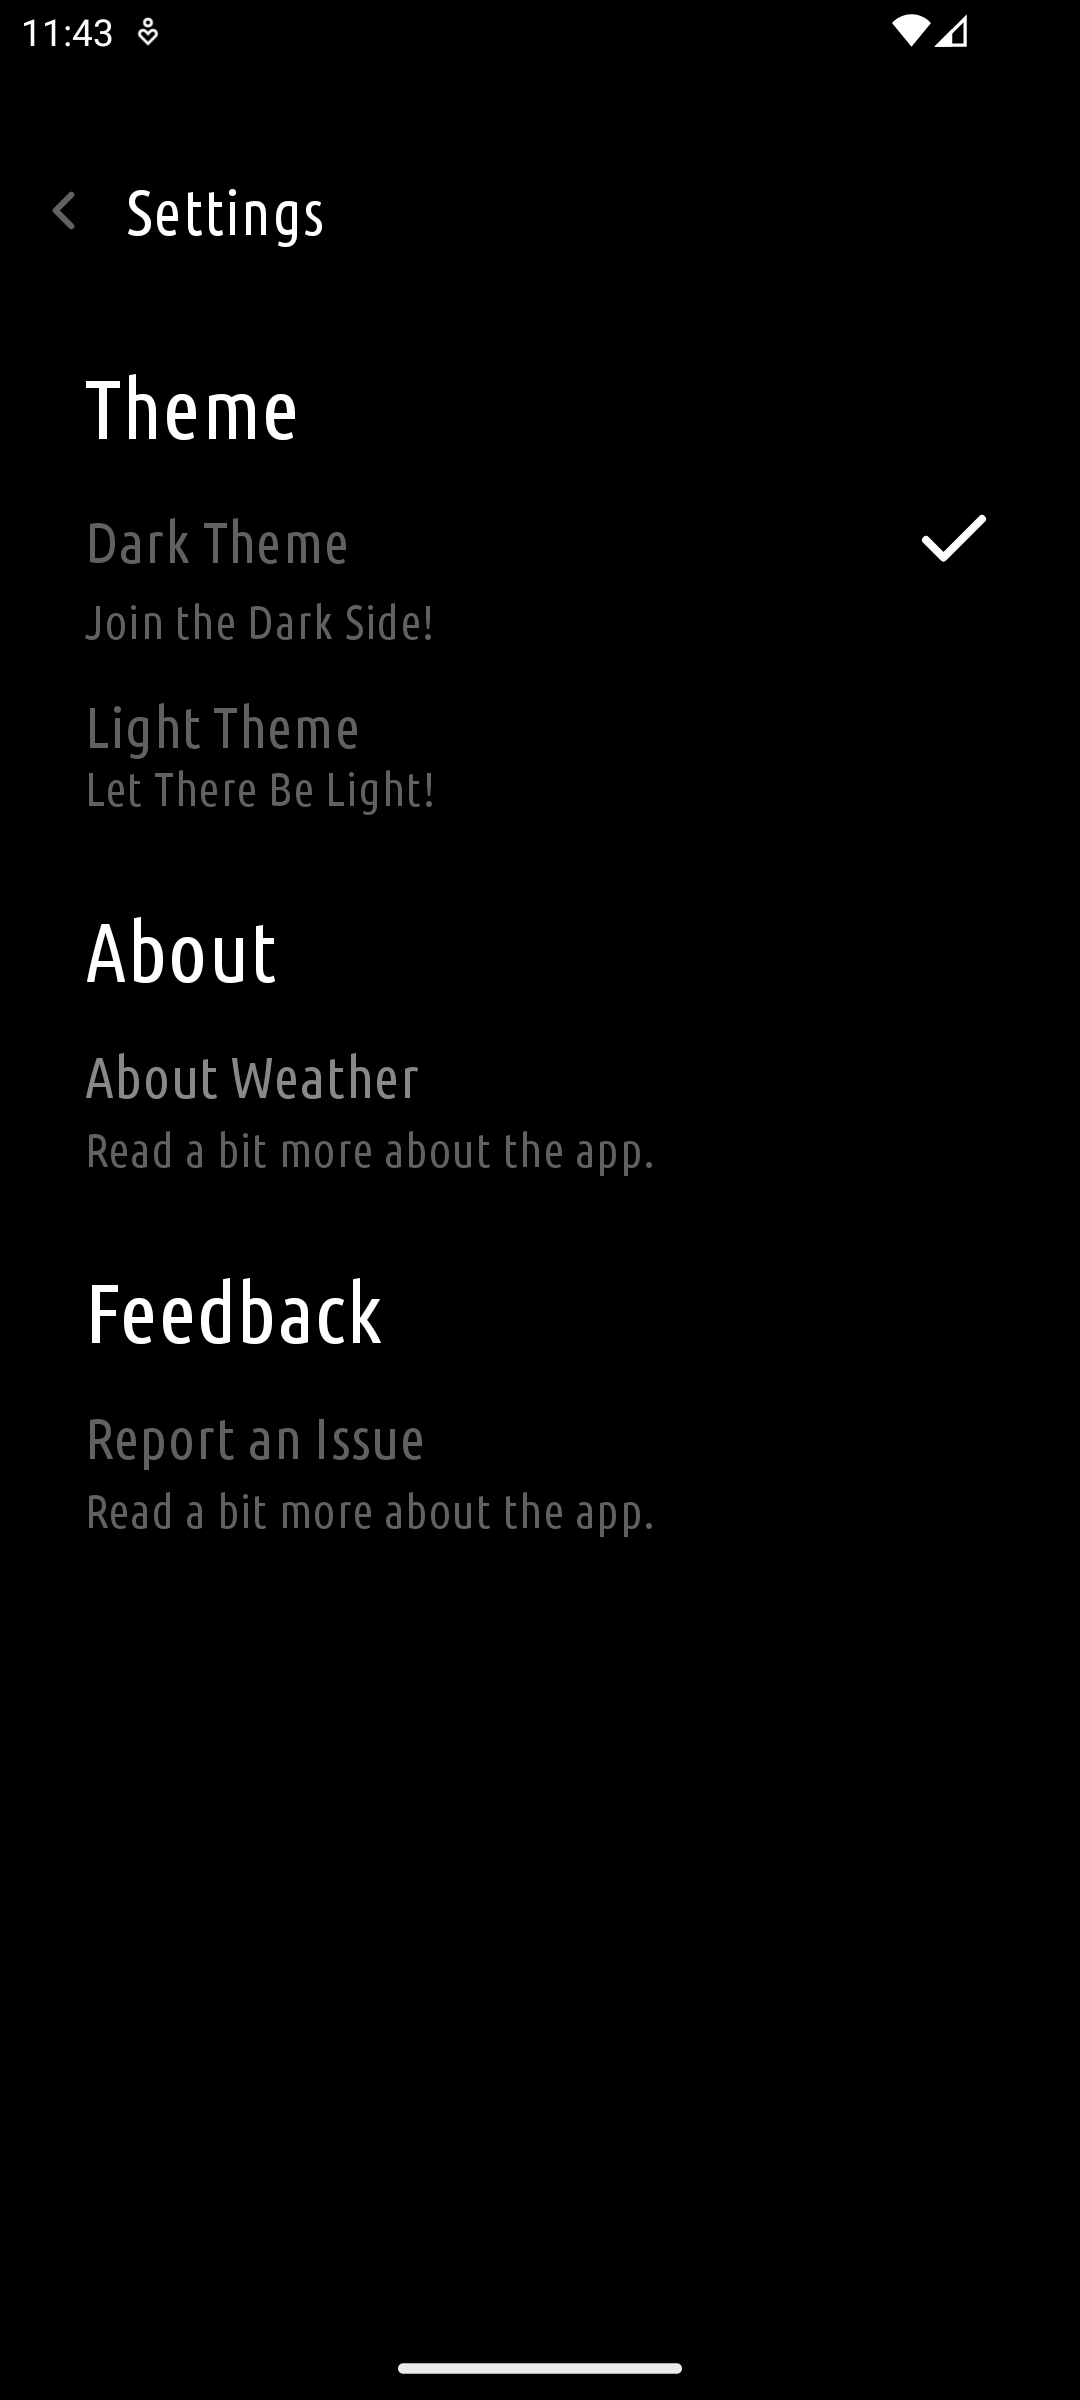 11:43
Settings
Theme
Dark Theme
Join the Dark Side!
Light Theme
Let There Be Light!
About
About Weather
Read a bit more about the app.
Feedback
Report an Issue
Read a bit more about the app.